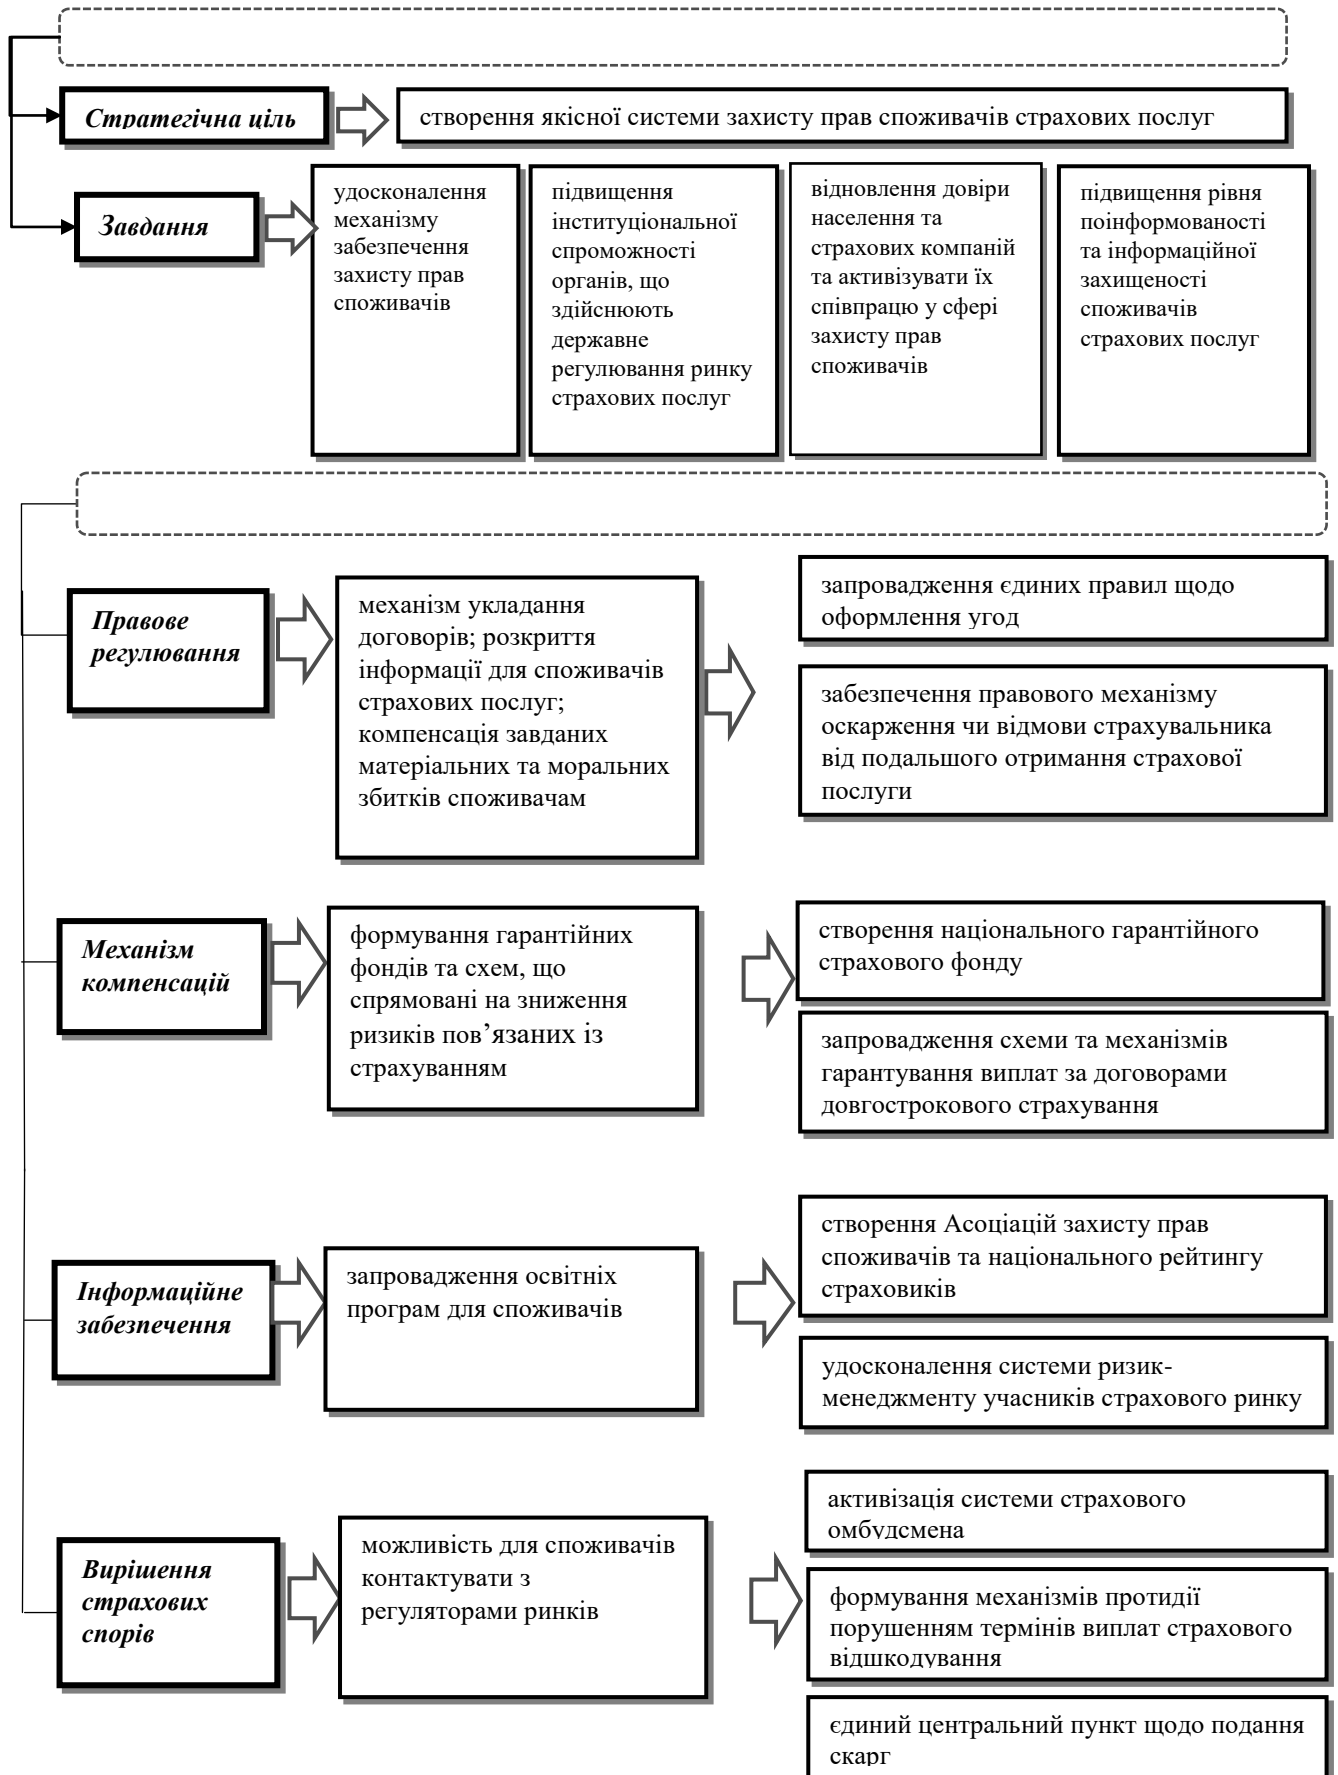 Стратегічна ціль
створення якісної системи захисту прав споживачів страхових послуг
Завдання
удосконалення
механізму
забезпечення
захисту прав
споживачів
підвищення
інституціональної
спроможності
органів, що
здійснюють
державне
регулювання ринку
страхових послуг
відновлення довіри
населення та
страхових компаній
та активізувати їх
співпрацю у сфері
захисту прав
споживачів
підвищення рівня
поінформованості
та інформаційної
захищеності
споживачів
страхових послуг
Правове
регулювання
механізм укладання
договорів; розкриття
інформації для споживачів
страхових послуг;
компенсація завданих
матеріальних та моральних
збитків споживачам
запровадження єдиних правил щодо
оформлення угод
забезпечення правового механізму
оскарження чи відмови страхувальника
від подальшого отримання страхової
послуги
Механізм
компенсацій
формування гарантійних
фондів та схем, що
спрямовані на зниження
ризиків пов’язаних із
страхуванням
створення національного гарантійного
страхового фонду
запровадження схеми та механізмів
гарантування виплат за договорами
довгострокового страхування
Інформаційне
забезпечення
запровадження освітніх
програм для споживачів
створення Асоціацій захисту прав
споживачів та національного рейтингу
страховиків
удосконалення системи ризик-
менеджменту учасників страхового ринку
Вирішення
страхових
спорів
можливість для споживачів
контактувати з
регуляторами ринків
активізація системи страхового
омбудсмена
формування механізмів протидії
порушенням термінів виплат страхового
відшкодування
єдиний центральний пункт щодо подання
скарг